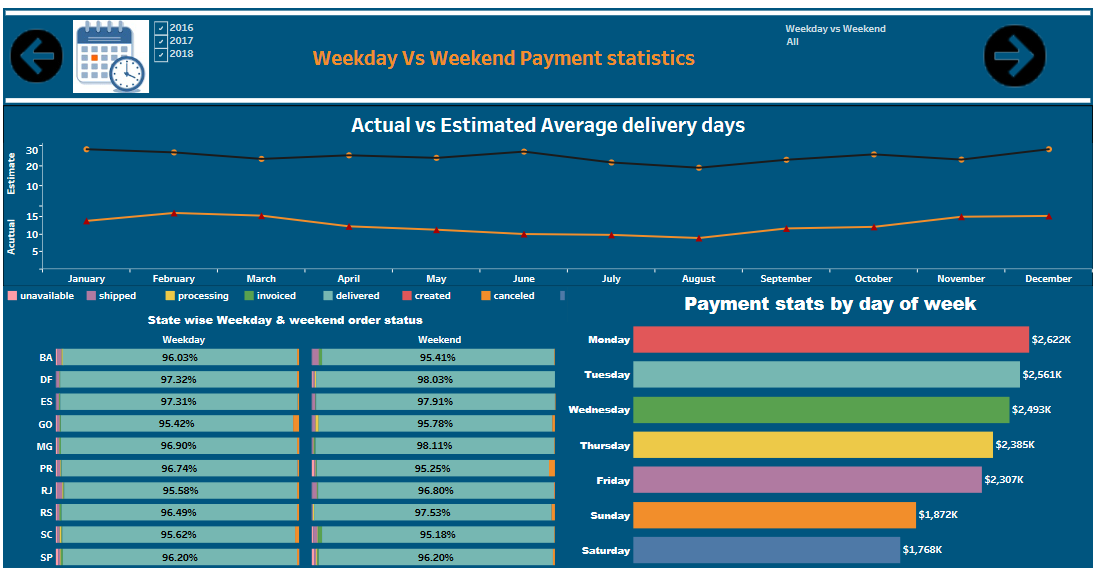 2016
2017
2018
Weekday Vs Weekend Payment statistics
Weekday vs Weekend
All
Actual vs Estimated Average delivery days
Estimate
30
20
10
Acutual
15
10
5
January February March April May June July August September October November December
unavailable shipped processing invoiced delivered created canceled
State wise Weekday & weekend order status
Weekday Weekend
BA 96.03% 95.41%
DF 97.32% 98.03%
ES 97.31% 97.91%
GO 95.42% 95.78%
MG 96.90% 98.11%
PR 96.74% 95.25%
RJ 95.58% 96.80%
RS 96.49% 97.53%
SC 95.62% 95.18%
SP 96.20% 96.20%
Payment stats by day of week
Monday $2,622K
Tuesday $2,561K
Wednesday $2,493K
Thursday $2,385K
Friday $2,307K
Sunday $1,872K
Saturday $1,768K